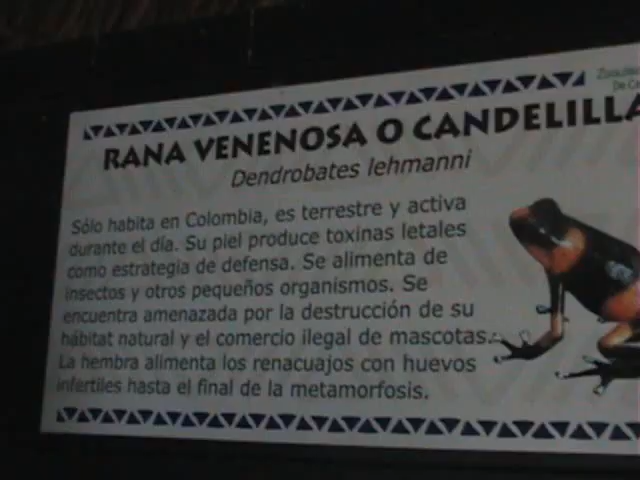 RANA VENENOSA O CANDELILLA
Dendrobates lehmanni
Sólo habita en Colombia, es terrestre y activa
durante el día. Su piel produce toxinas letales
como estrategia de defensa. Se alimenta de
insectos y otros pequeños organismos. Se
encuentra amenazada por la destrucción de su
hábitat natural y el comercio ilegal de mascotas.
La hembra alimenta los renacuajos con huevos
infértiles hasta el final de la metamorfosis.